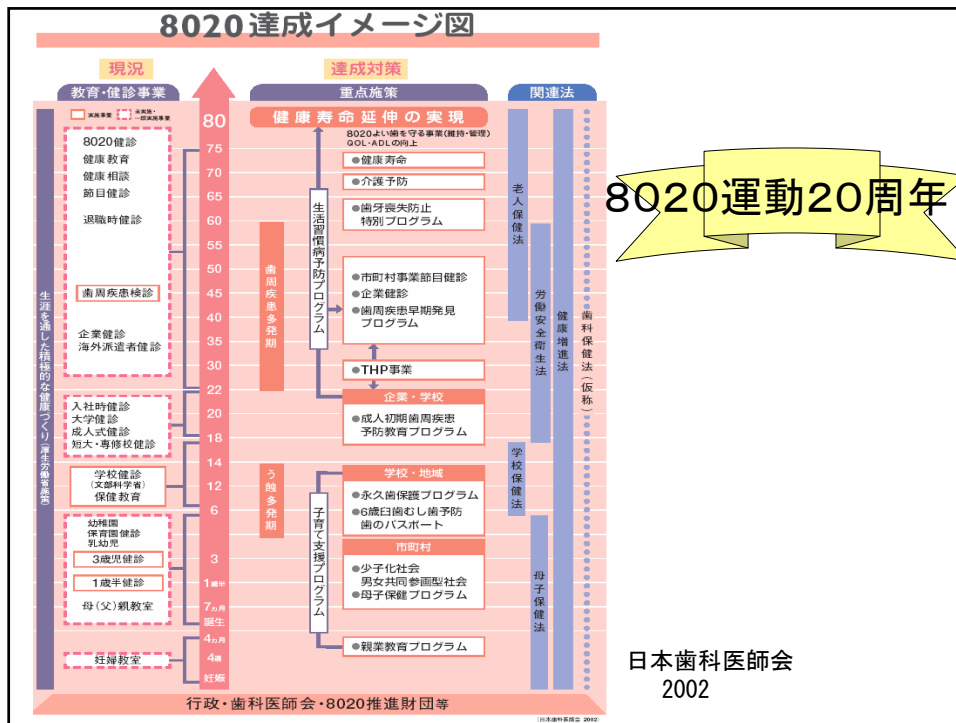 8020達成イメージ図
現況
教育・健診事業
実施事業
未実施・
一部実施事業
8020健診
健康教育
健康相談
節目健診
退職時健診
歯周疾患検診
企業健診
海外派遣者健診
入社時健診
大学健診
成人式健診
短大・専修校健診
学校健診
(文部科学省)
保健教育
幼稚園
保育園健診
乳幼児
3歳児健診
1歳半健診
母(父)親教室
妊婦教室
生涯を通した積極的な健康づくり(厚生労働省施策)
80
75
70
65
60
55
50
45
40
35
30
22
20
18
14
12
6
3
1歳半
7ヵ月
誕生
4ヵ月
4週
妊娠
歯周疾患多発期
う蝕多発期
達成対策
重点施策
健康寿命延伸の実現
8020よい歯を守る事業(維持・管理)
QOL・ADLの向上
●健康寿命
●介護予防
●歯牙喪失防止
特別プログラム
生活習慣病予防プログラム
●市町村事業節目健診
●企業健診
●歯周疾患早期発見
プログラム
●THP事業
企業・学校
●成人初期歯周疾患
予防教育プログラム
学校・地域
●永久歯保護プログラム
●6歳臼歯むし歯予防
歯のパスポート
市町村
●少子化社会
男女共同参画型社会
●母子保健プログラム
子育て支援プログラム
●親業教育プログラム
関連法
老人保健法
労働安全衛生法
健康増進法
歯科保健法(仮称)
学校保健法
母子保健法
行政・歯科医師会・8020推進財団等
(日本歯科医師会 2002)
8020運動20周年
日本歯科医師会
2002